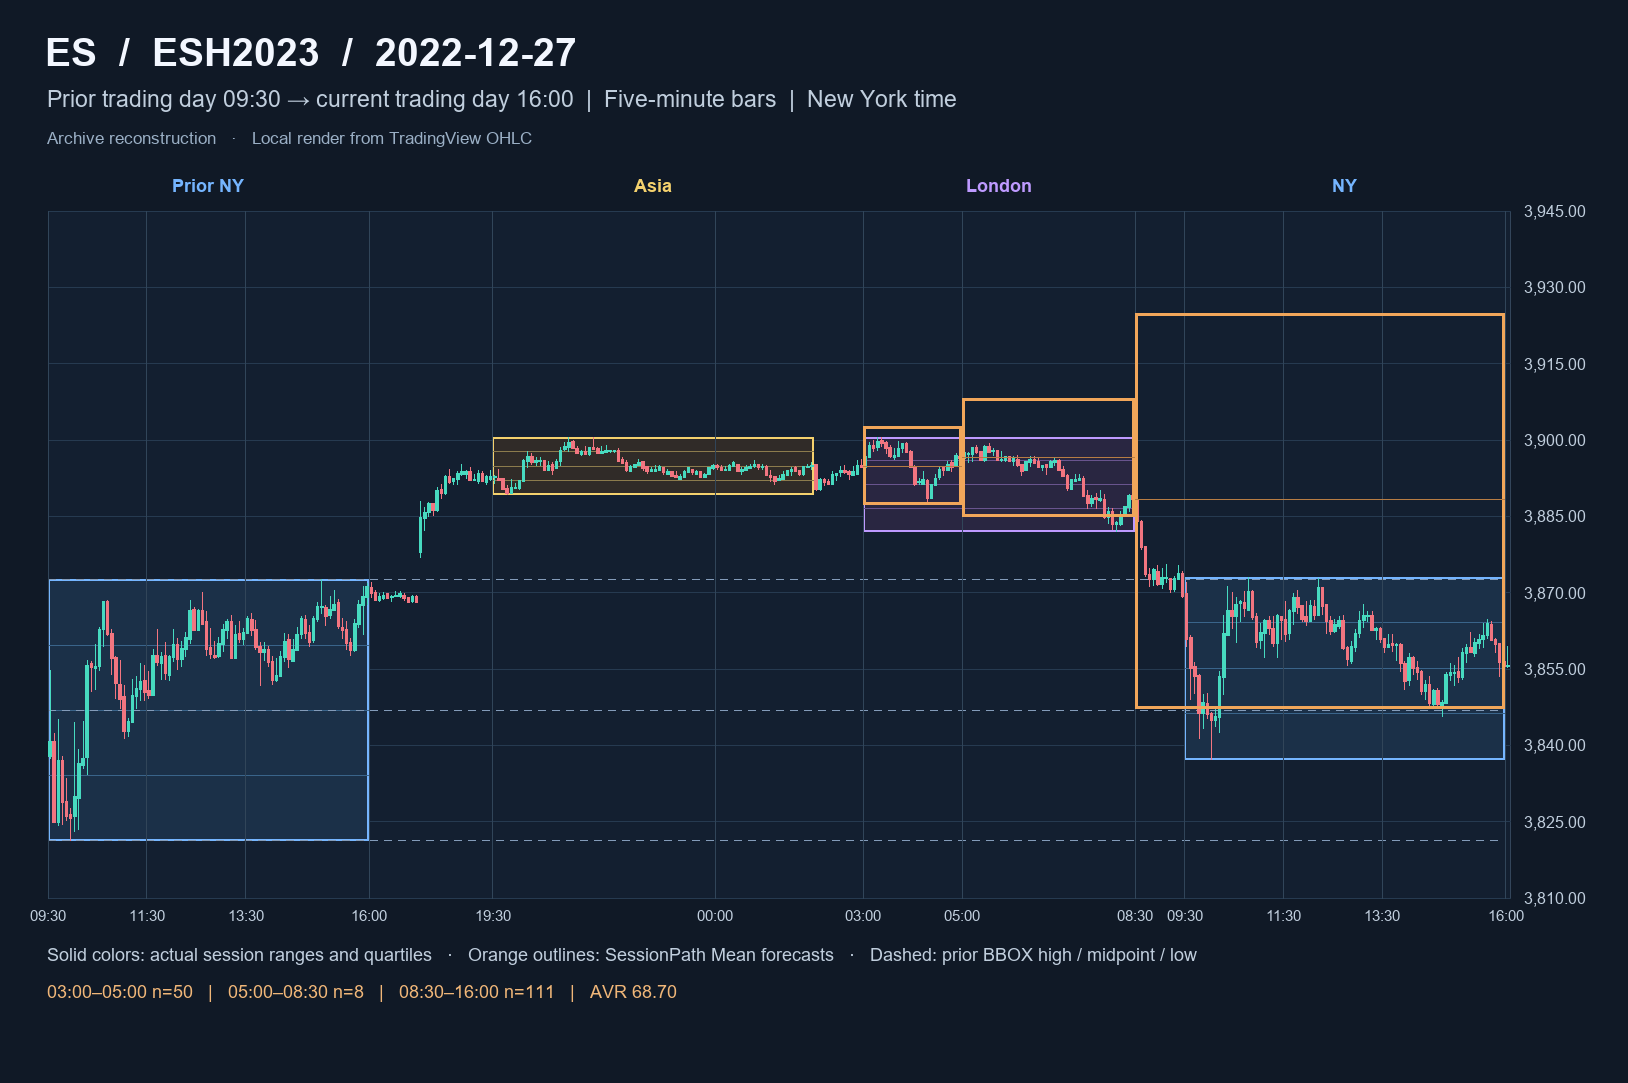 ES / ESH2023 / 2022-12-27
Prior trading day 09:30 → current trading day 16:00 | Five-minute bars | New York time
Archive reconstruction · Local render from TradingView OHLC
Prior NY Asia London NY
3,945.00
3,930.00
3,915.00
3,900.00
3,885.00
3,870.00
3,855.00
3,840.00
3,825.00
3,810.00
09:30 11:30 13:30 16:00 19:30 00:00 03:00 05:00 08:30 09:30 11:30 13:30 16:00
Solid colors: actual session ranges and quartiles · Orange outlines: SessionPath Mean forecasts · Dashed: prior BBOX high / midpoint / low
03:00–05:00 n=50 | 05:00–08:30 n=8 | 08:30–16:00 n=111 | AVR 68.70